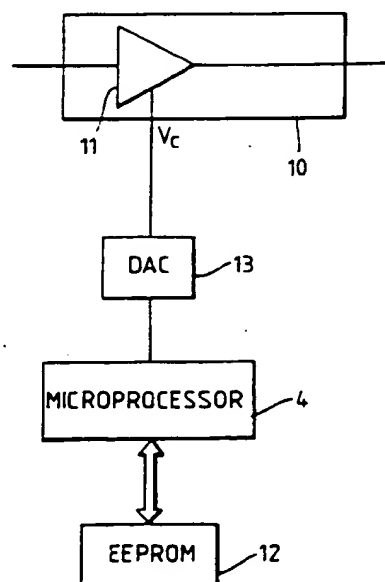 11
Vc
10
DAC
13
MICROPROCESSOR
4
EEPROM
12